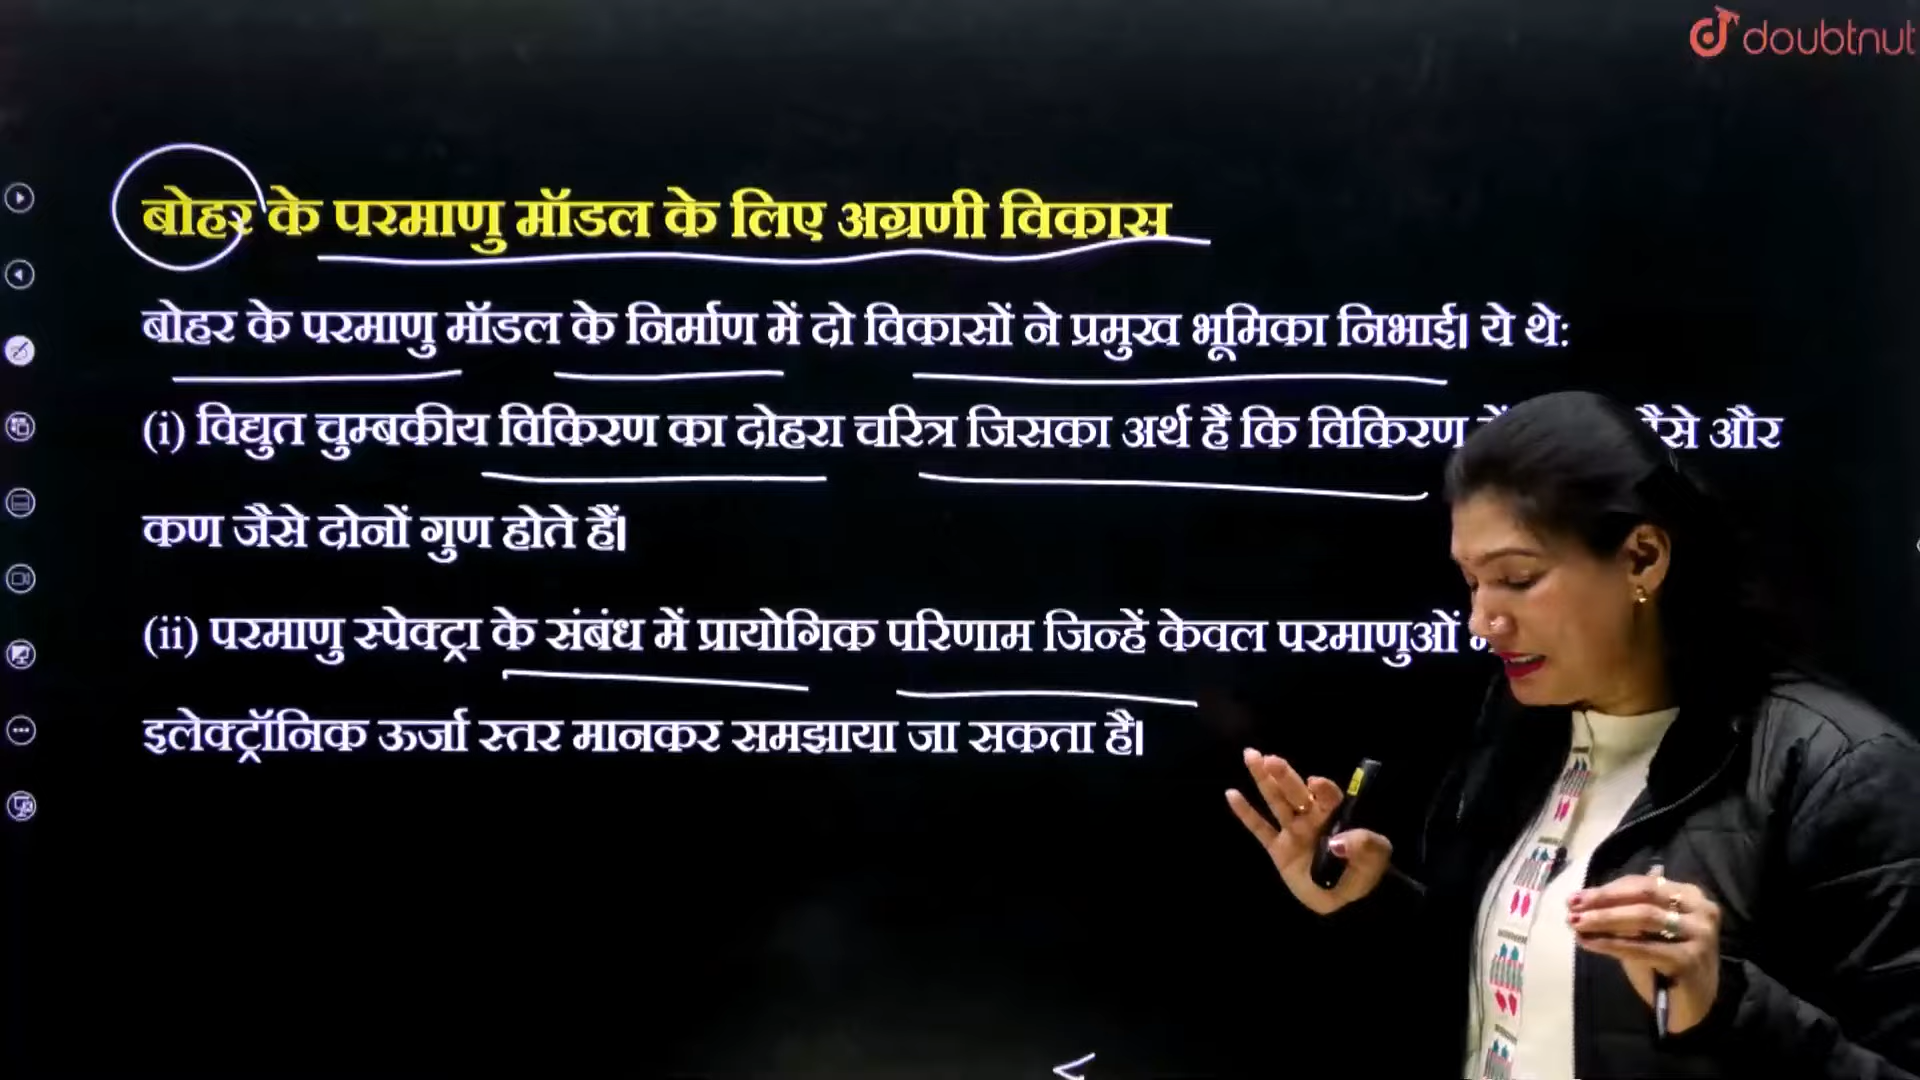 doubtnut
बोहर के परमाणु मॉडल के लिए अग्रणी विकास
बोहर के परमाणु मॉडल के निर्माण में दो विकासों ने प्रमुख भूमिका निभाई। ये थे:
(i) विद्युत चुम्बकीय विकिरण का दोहरा चरित्र जिसका अर्थ है कि विकिरण और
कण जैसे दोनों गुण होते हैं।
(ii) परमाणु स्पेक्ट्रा के संबंध में प्रायोगिक परिणाम जिन्हें केवल परमाणुओं
इलेक्ट्रॉनिक ऊर्जा स्तर मानकर समझाया जा सकता है।